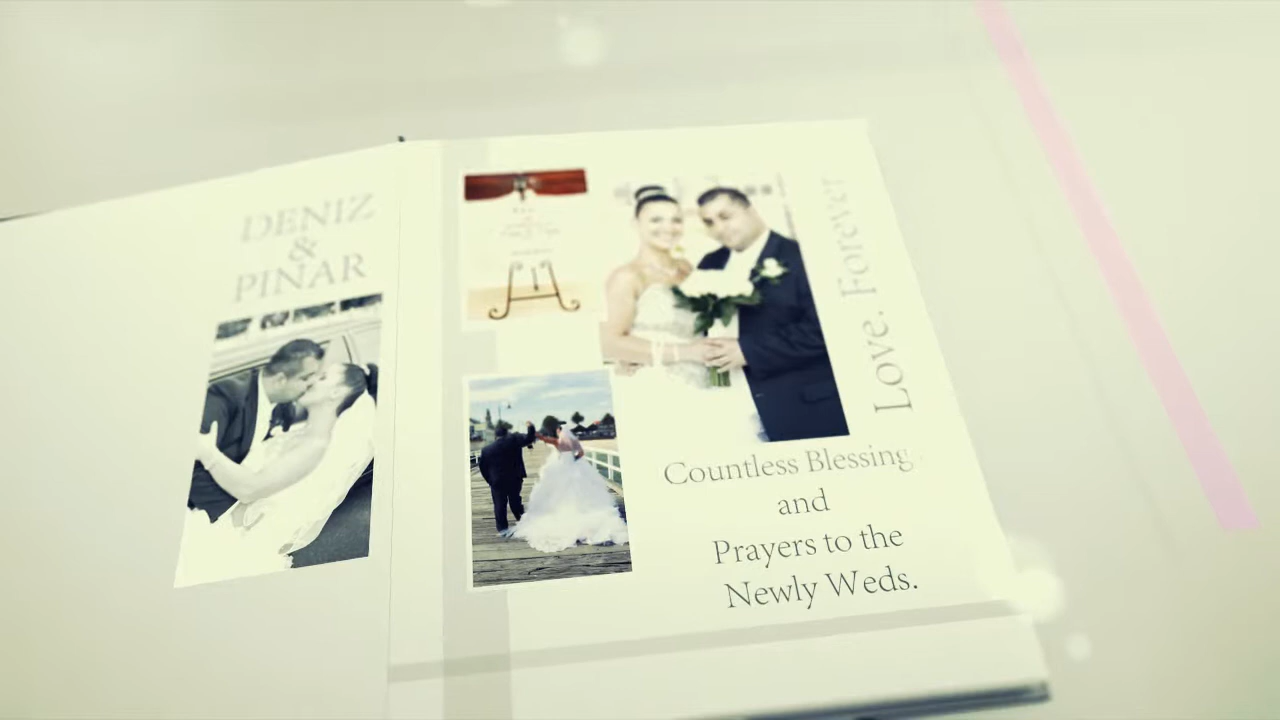 DENIZ
&
PINAR
Love. Forever
Countless Blessing
and
Prayers to the
Newly Weds.